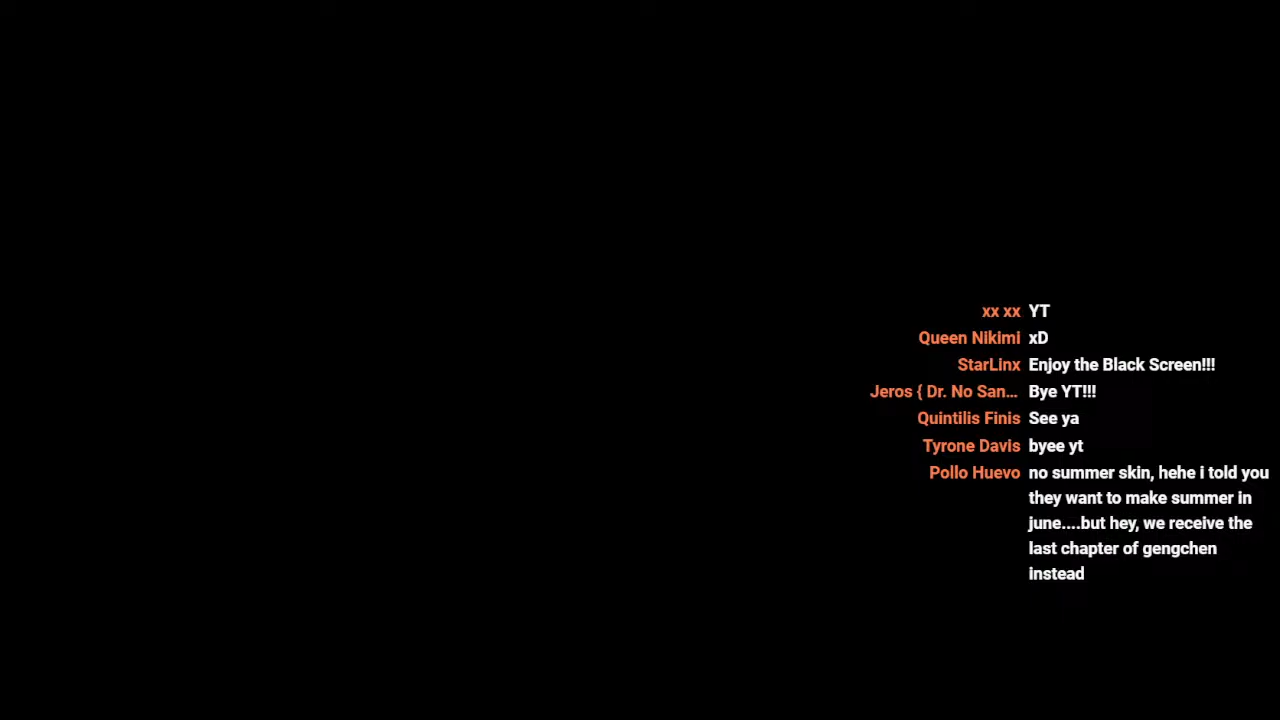 xx xx YT
Queen Nikimi xD
StarLinx Enjoy the Black Screen!!!
Jeros { Dr. No San... Bye YT!!!
Quintilis Finis See ya
Tyrone Davis byee yt
Pollo Huevo no summer skin, hehe i told you
they want to make summer in
june....but hey, we receive the
last chapter of gengchen
instead